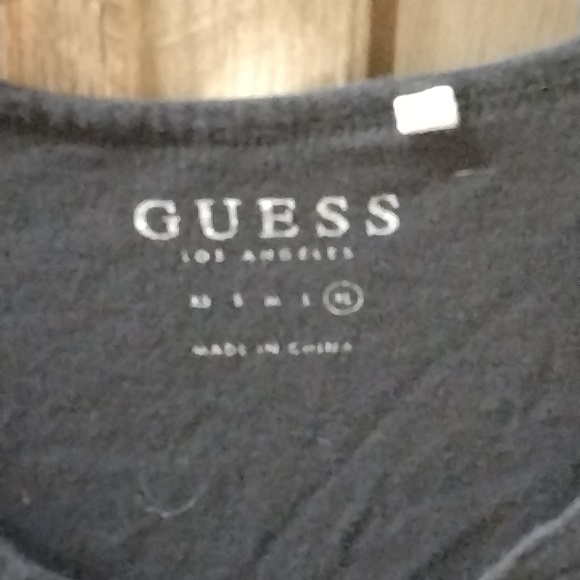 GUESS
LOS ANGELES
XS S M L XL
MADE IN CHINA